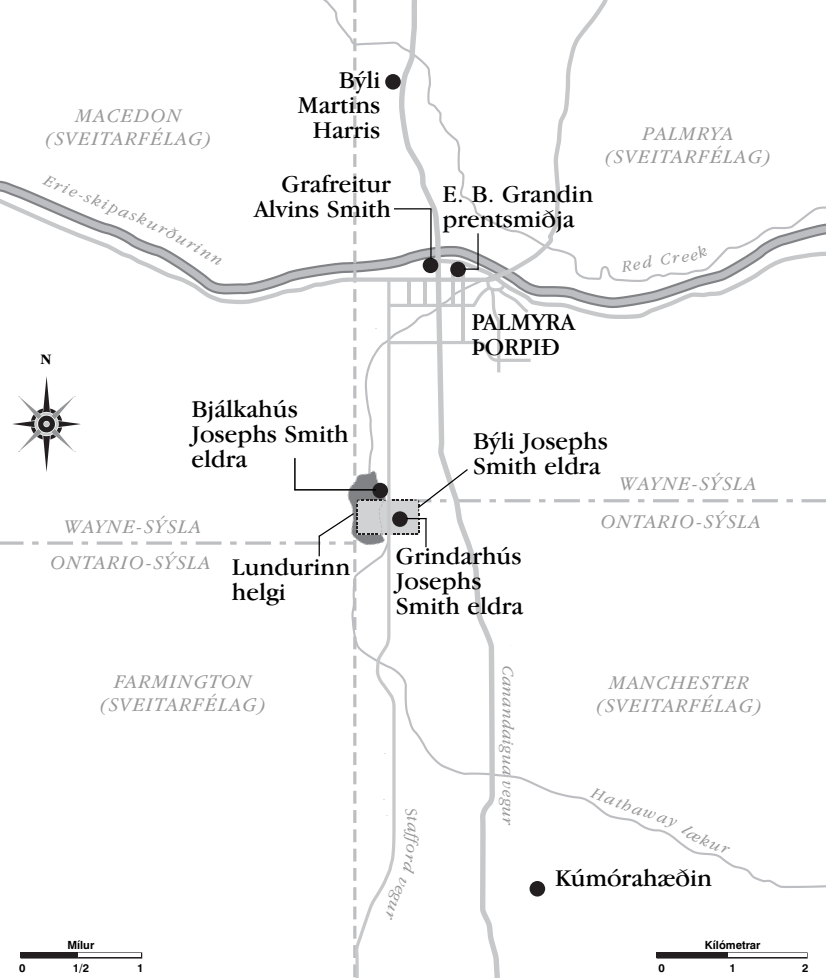 Býli
Martins
Harris
MACEDON
(SVEITARFÉLAG)
PALMRYA
(SVEITARFÉLAG)
Erie-skipaskurðurinn
Grafreitur
Alvins Smith
E. B. Grandin
prentsmiðja
Red Creek
PALMYRA
ÞORPIÐ
N
Bjálkahús
Josephs Smith
eldra
Býli Josephs
Smith eldra
WAYNE-SÝSLA
ONTARIO-SÝSLA
WAYNE-SÝSLA
ONTARIO-SÝSLA
Lundurinn
helgi
Grindarhús
Josephs
Smith eldra
FARMINGTON
(SVEITARFÉLAG)
MANCHESTER
(SVEITARFÉLAG)
Canandaigua vegur
Hathaway lækur
Stafford vegur
Kúmórahæðin
Mílur
0 1/2 1
Kílómetrar
0 1 2